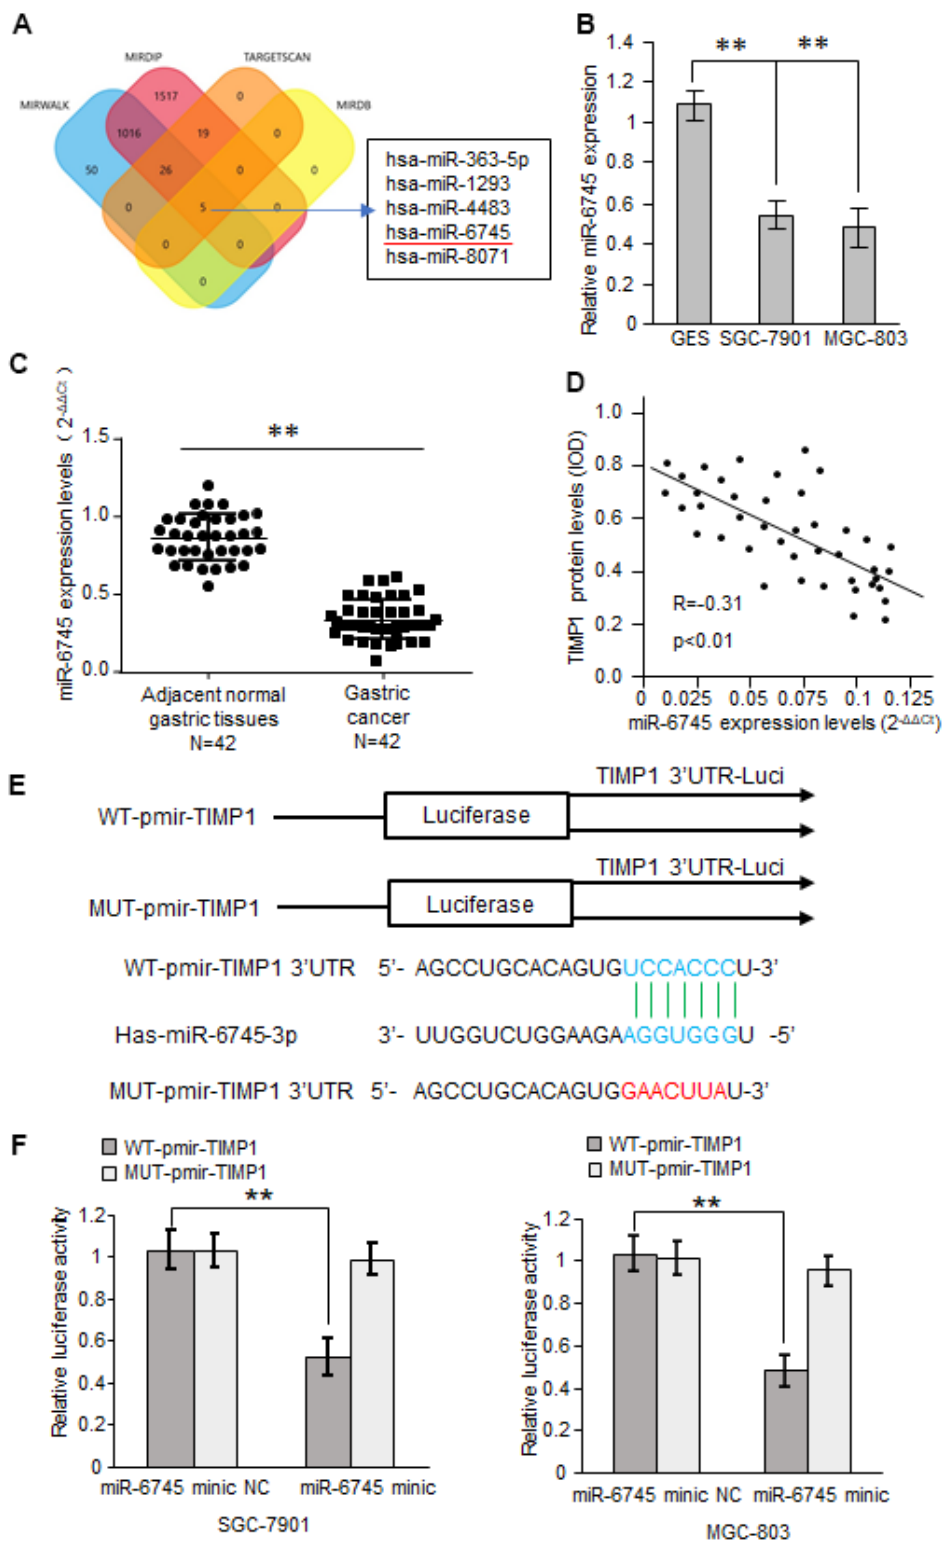 A
MIRDIP
TARGETSCAN
MIRWALK
MIRDB
1517
0
1016
19
0
50
26
0
0
0
5
0
0
0
0
hsa-miR-363-5p
hsa-miR-1293
hsa-miR-4483
hsa-miR-6745
hsa-miR-8071
B
Relative miR-6745 expression
1.4
1.2
1
0.8
0.6
0.4
0.2
0
** **
GES SGC-7901 MGC-803
C
miR-6745 expression levels (2-ΔΔCt)
1.5
1.0
0.5
0.0
**
Adjacent normal
gastric tissues
N=42
Gastric
cancer
N=42
D
TIMP1 protein levels (IOD)
1.0
0.8
0.6
0.4
0.2
0.0
R=-0.31
p<0.01
0 0.025 0.05 0.075 0.1 0.125
miR-6745 expression levels (2-ΔΔCt)
E
TIMP1 3’UTR-Luci
WT-pmir-TIMP1
Luciferase
TIMP1 3’UTR-Luci
MUT-pmir-TIMP1
Luciferase
WT-pmir-TIMP1 3’UTR 5’- AGCCUGCACAGUGUCCACCCU-3’
Has-miR-6745-3p 3’- UUGGUCUGGAAGAAGGUGGGU -5’
MUT-pmir-TIMP1 3’UTR 5’- AGCCUGCACAGUGGAACUUAU-3’
F
WT-pmir-TIMP1
MUT-pmir-TIMP1
**
Relative luciferase activity
1.2
1
0.8
0.6
0.4
0.2
0
miR-6745 minic NC miR-6745 minic
SGC-7901
WT-pmir-TIMP1
MUT-pmir-TIMP1
**
Relative luciferase activity
1.2
1
0.8
0.6
0.4
0.2
0
miR-6745 minic NC miR-6745 minic
MGC-803